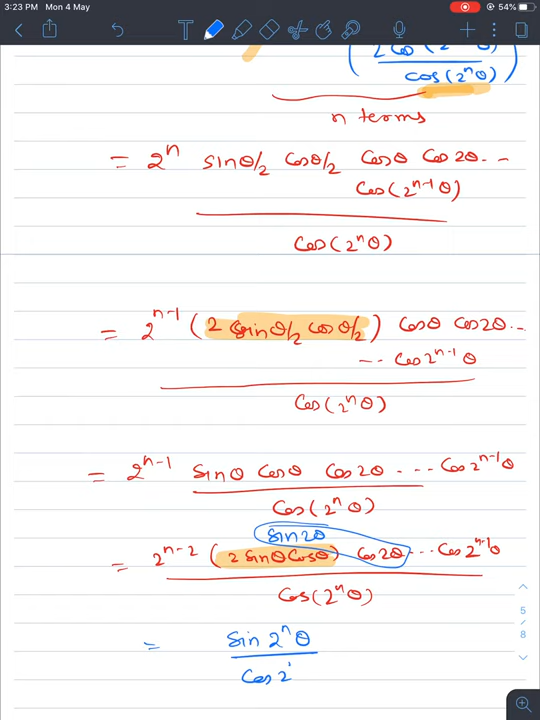 3:23 PM Mon 4 May
54%
cos(2ⁿθ)
n terms
= 2ⁿ sinθ/2 cosθ/2 cosθ cos2θ..
cos(2ⁿ⁻¹θ)
cos(2ⁿθ)
= 2ⁿ⁻¹ (2 sinθ/2 cosθ/2) cosθ cos2θ...
.. cos2ⁿ⁻¹θ
cos(2ⁿθ)
= 2ⁿ⁻¹ sinθ cosθ cos2θ ... cos2ⁿ⁻¹θ
cos(2ⁿθ)
sin2θ
= 2ⁿ⁻² (2 sinθcosθ) cos2θ ... cos2ⁿ⁻¹θ
cos(2ⁿθ)
= sin2ⁿθ
cos2
5
/
8